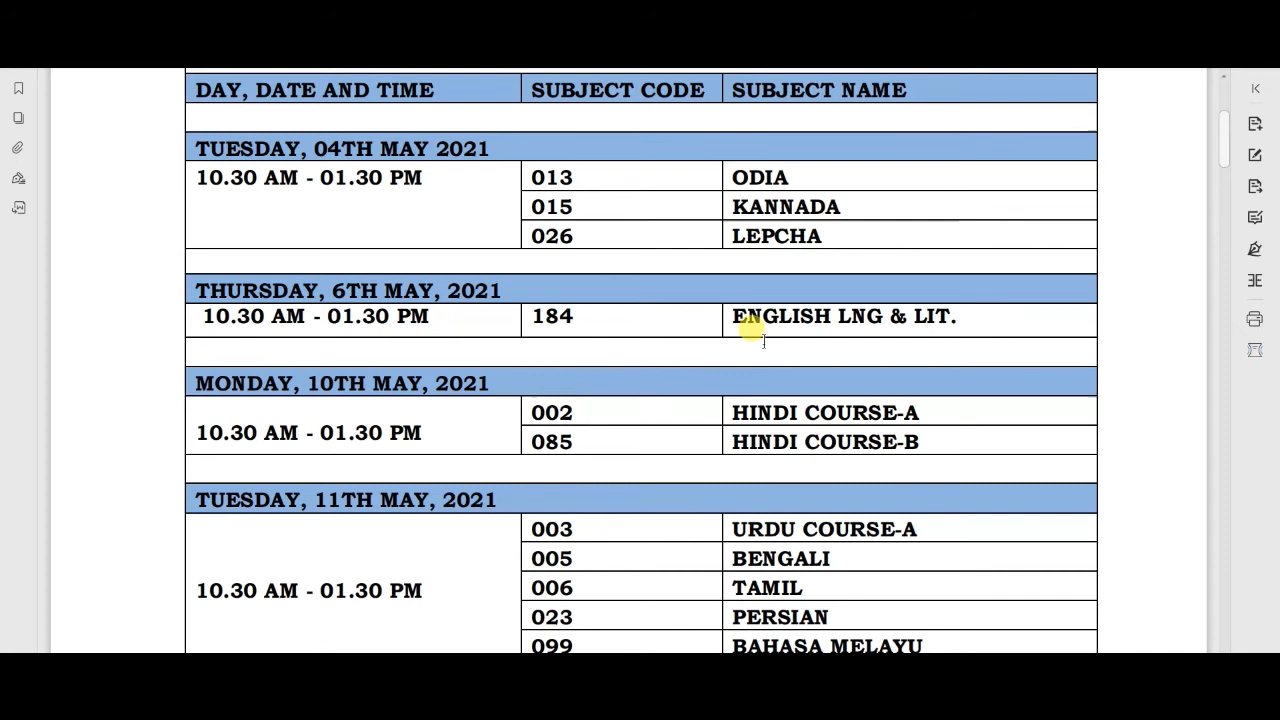 DAY, DATE AND TIME SUBJECT CODE SUBJECT NAME
TUESDAY, 04TH MAY 2021
10.30 AM - 01.30 PM 013 ODIA
015 KANNADA
026 LEPCHA
THURSDAY, 6TH MAY, 2021
10.30 AM - 01.30 PM 184 ENGLISH LNG & LIT.
MONDAY, 10TH MAY, 2021
002 HINDI COURSE-A
10.30 AM - 01.30 PM
085 HINDI COURSE-B
TUESDAY, 11TH MAY, 2021
003 URDU COURSE-A
005 BENGALI
10.30 AM - 01.30 PM 006 TAMIL
023 PERSIAN
099 BAHASA MELAYU